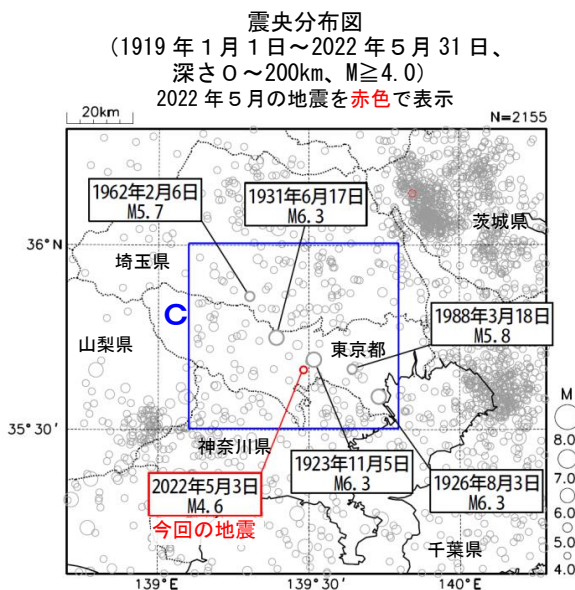 震央分布図
(1919年１月１日～2022年５月31日、
深さ０～200km、M≧4.0)
2022年５月の地震を赤色で表示
20km
N=2155
1962年2月6日
M5.7
1931年6月17日
M6.3
茨城県
36°N
埼玉県
C
1988年3月18日
M5.8
山梨県
東京都
M
35°30′
神奈川県
8.0
1923年11月5日
M6.3
1926年8月3日
M6.3
7.0
2022年5月3日
M4.6
6.0
今回の地震
5.0
千葉県
4.0
139°E
139°30′
140°E